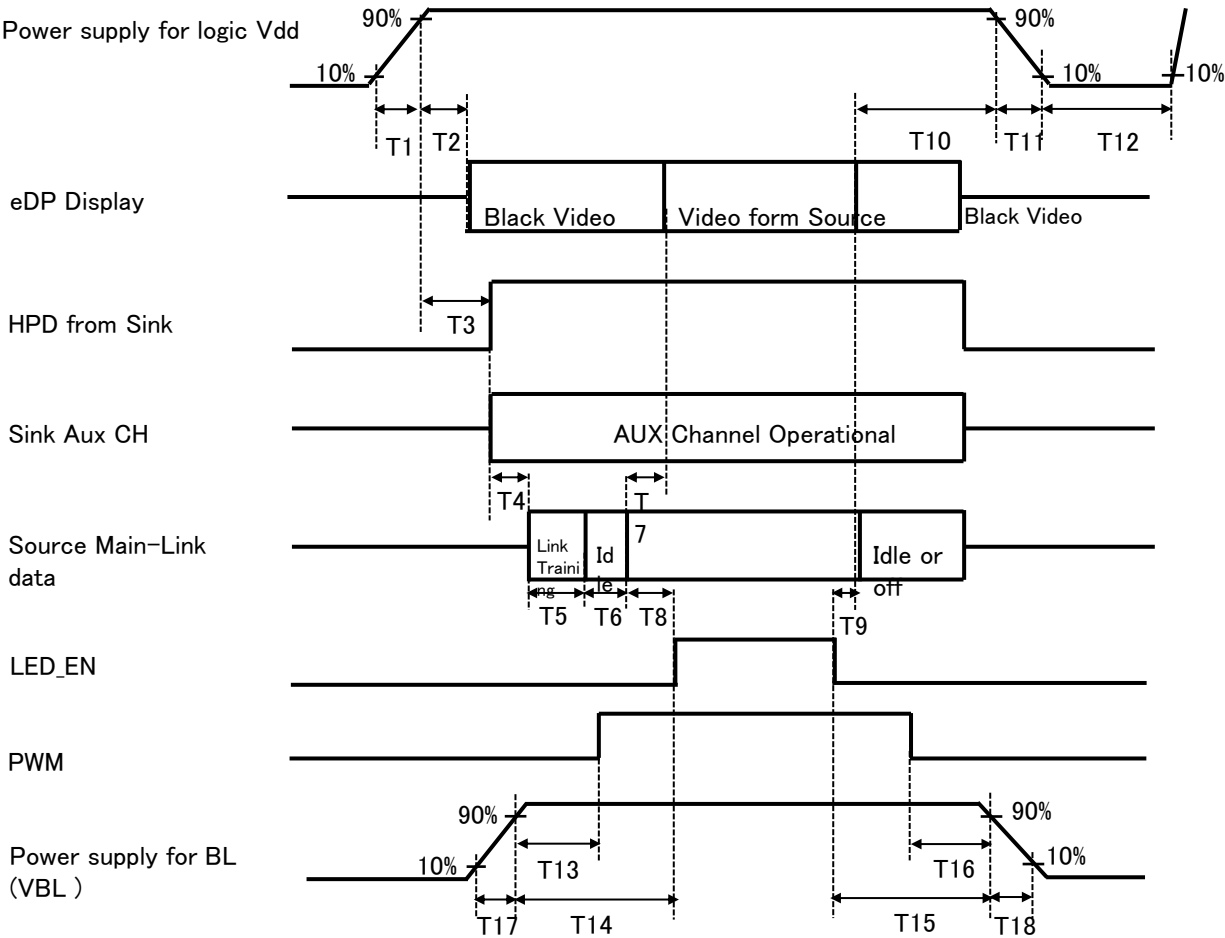 90%
90%
Power supply for logic Vdd
10%
10%
10%
T1
T2
T10
T11
T12
eDP Display
Black Video
Video form Source
Black Video
T3
HPD from Sink
Sink Aux CH
AUX Channel Operational
T4
T
7
Source Main-Link
data
Link
Traini
ng
Id
le
Idle or
off
T5
T6
T8
T9
LED_EN
PWM
90%
90%
Power supply for BL
(VBL )
10%
10%
T13
T16
T17
T14
T15
T18